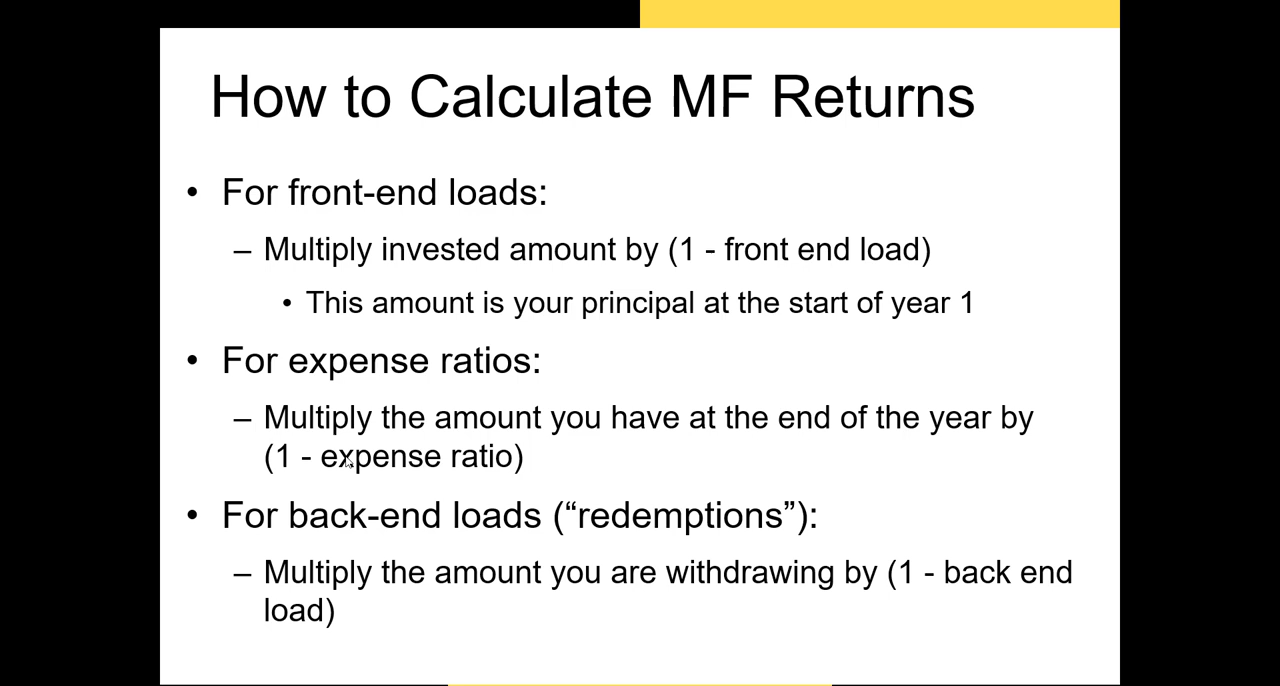 How to Calculate MF Returns
• For front-end loads:
– Multiply invested amount by (1 - front end load)
• This amount is your principal at the start of year 1
• For expense ratios:
– Multiply the amount you have at the end of the year by
(1 - expense ratio)
• For back-end loads (“redemptions”):
– Multiply the amount you are withdrawing by (1 - back end
load)